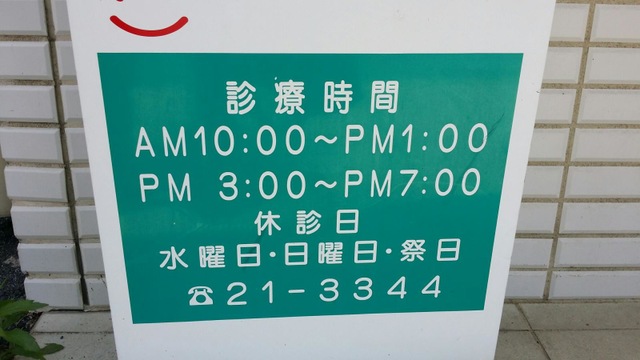 診療時間
AM10:00～PM1:00
PM 3:00～PM7:00
休診日
水曜日・日曜日・祭日
☎21-3344